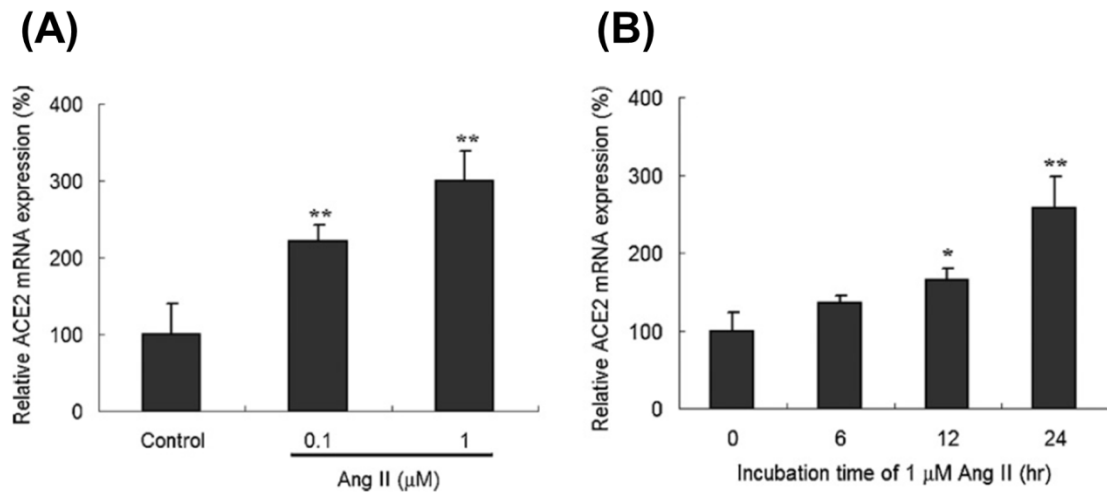 (A)
Relative ACE2 mRNA expression (%)
400
300
200
100
0
**
**
Control
0.1
1
Ang II (μM)
(B)
Relative ACE2 mRNA expression (%)
400
300
200
100
0
*
**
0
6
12
24
Incubation time of 1 μM Ang II (hr)